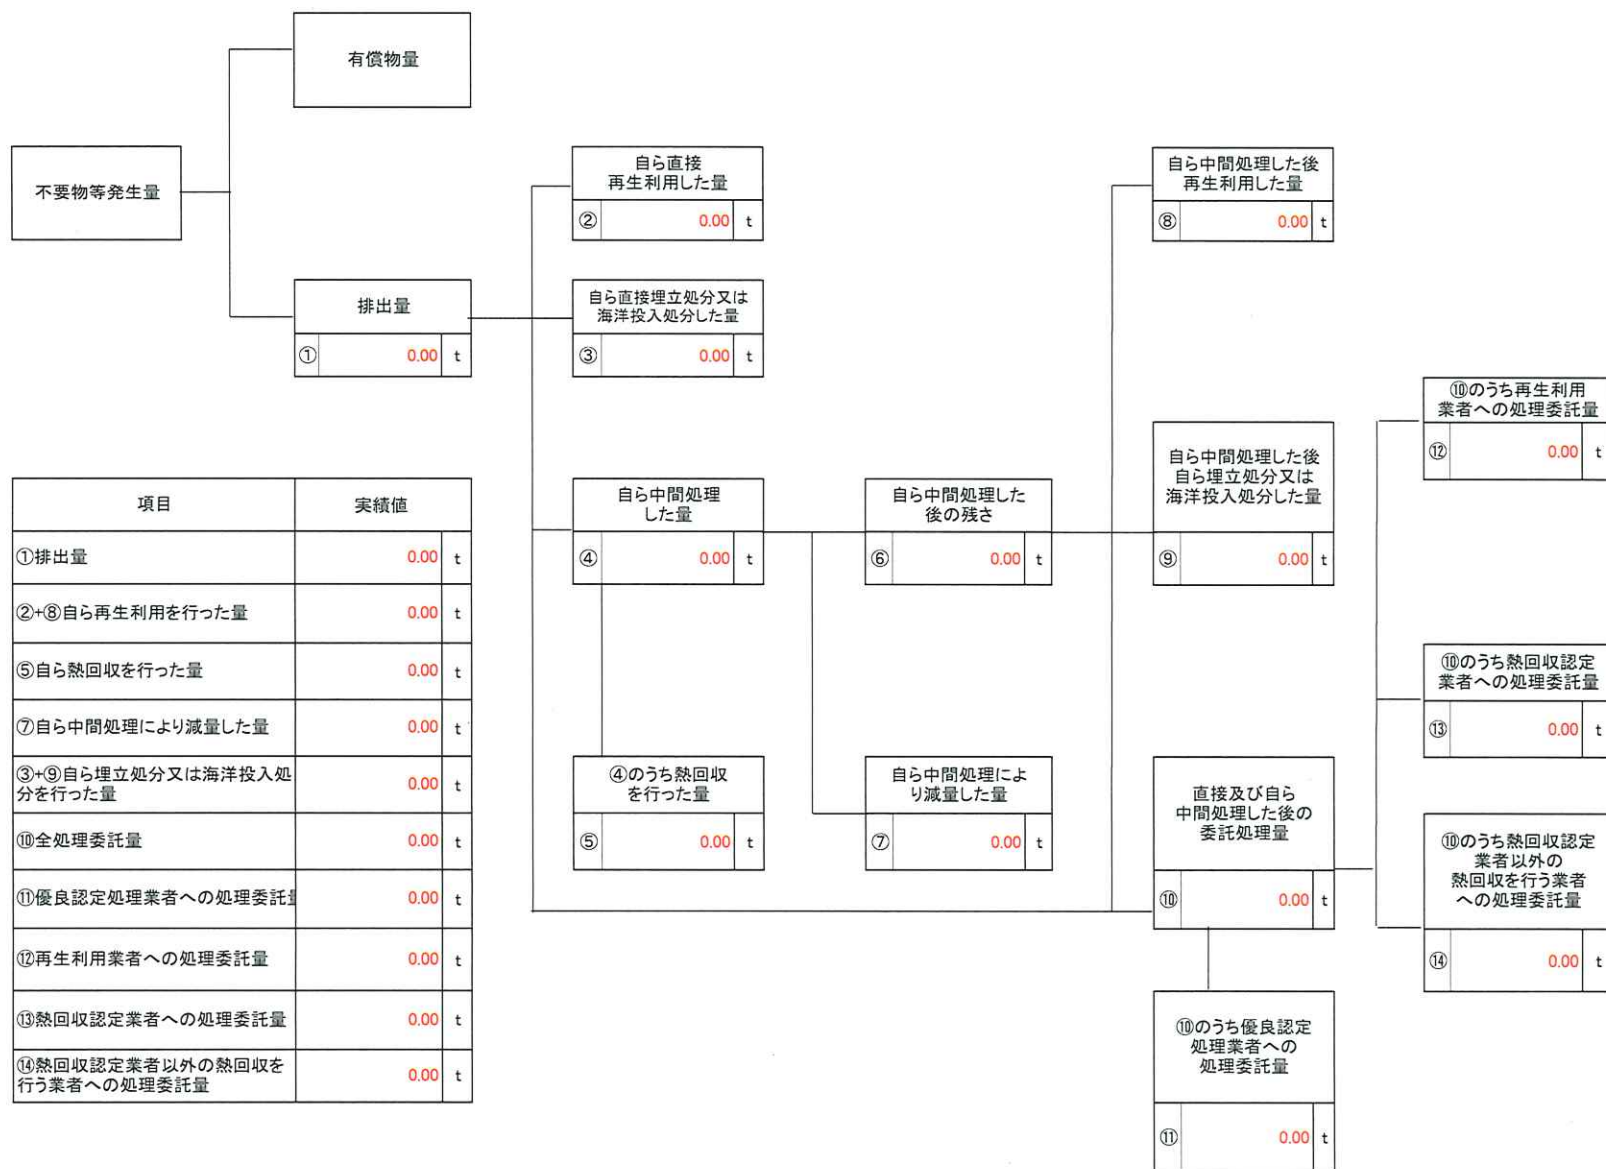 有償物量
不要物等発生量
排出量
① 0.00 t
自ら直接
再生利用した量
② 0.00 t
自ら直接埋立処分又は
海洋投入処分した量
③ 0.00 t
自ら中間処理
した量
④ 0.00 t
④のうち熱回収
を行った量
⑤ 0.00 t
自ら中間処理した
後の残さ
⑥ 0.00 t
自ら中間処理によ
り減量した量
⑦ 0.00 t
自ら中間処理した後
再生利用した量
⑧ 0.00 t
自ら中間処理した後
自ら埋立処分又は
海洋投入処分した量
⑨ 0.00 t
直接及び自ら
中間処理した後の
委託処理量
⑩ 0.00 t
⑩のうち優良認定
処理業者への
処理委託量
⑪ 0.00 t
⑩のうち再生利用
業者への処理委託量
⑫ 0.00 t
⑩のうち熱回収認定
業者への処理委託量
⑬ 0.00 t
⑩のうち熱回収認定
業者以外の
熱回収を行う業者
への処理委託量
⑭ 0.00 t
項目 実績値
①排出量 0.00 t
②+⑧自ら再生利用を行った量 0.00 t
⑤自ら熱回収を行った量 0.00 t
⑦自ら中間処理により減量した量 0.00 t
③+⑨自ら埋立処分又は海洋投入処
分を行った量 0.00 t
⑩全処理委託量 0.00 t
⑪優良認定処理業者への処理委託量 0.00 t
⑫再生利用業者への処理委託量 0.00 t
⑬熱回収認定業者への処理委託量 0.00 t
⑭熱回収認定業者以外の熱回収を
行う業者への処理委託量 0.00 t